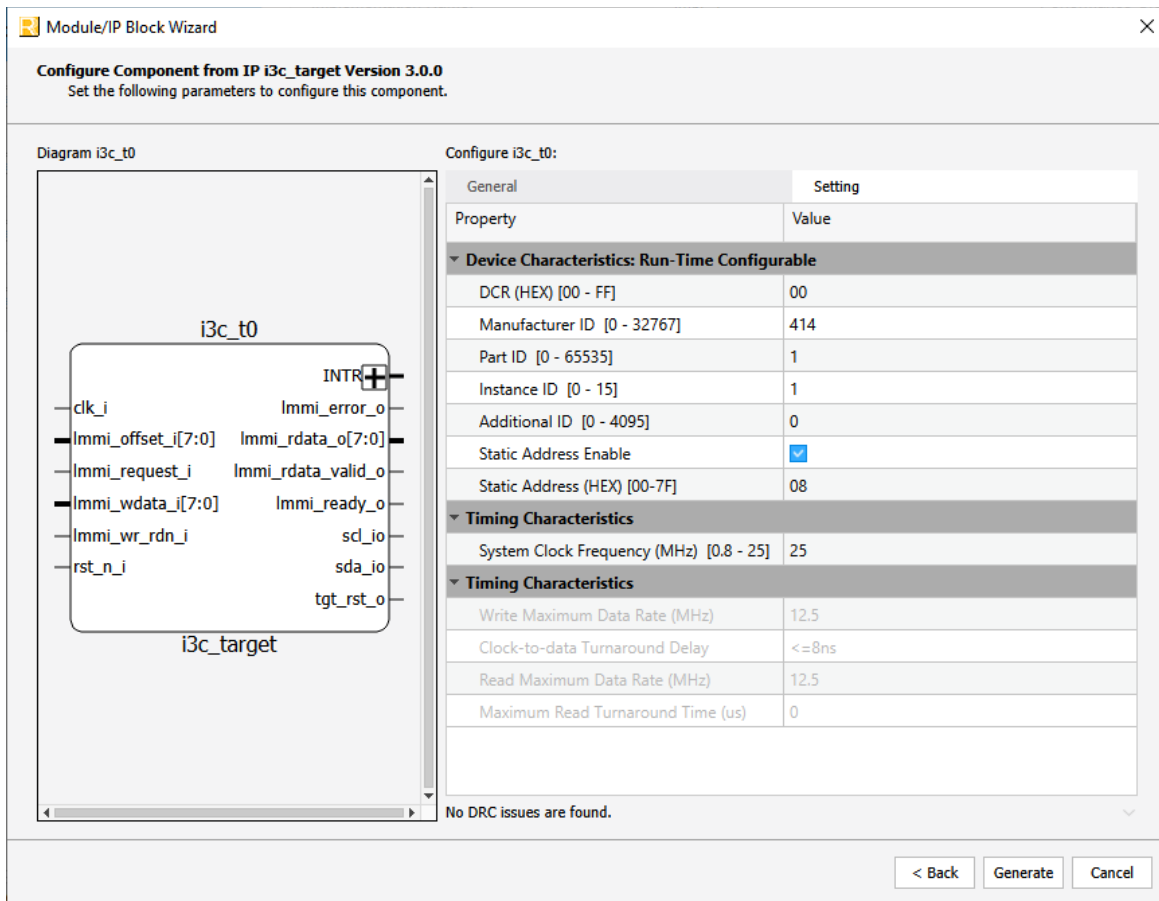 Module/IP Block Wizard
Configure Component from IP i3c_target Version 3.0.0
Set the following parameters to configure this component.
Diagram i3c_t0
i3c_t0
INTR
clk_i lmmi_error_o
lmmi_offset_i[7:0] lmmi_rdata_o[7:0]
lmmi_request_i lmmi_rdata_valid_o
lmmi_wdata_i[7:0] lmmi_ready_o
lmmi_wr_rdn_i scl_io
rst_n_i sda_io
tgt_rst_o
i3c_target
Configure i3c_t0:
General Setting
Property Value
Device Characteristics: Run-Time Configurable
DCR (HEX) [00 - FF] 00
Manufacturer ID [0 - 32767] 414
Part ID [0 - 65535] 1
Instance ID [0 - 15] 1
Additional ID [0 - 4095] 0
Static Address Enable
Static Address (HEX) [00-7F] 08
Timing Characteristics
System Clock Frequency (MHz) [0.8 - 25] 25
Timing Characteristics
Write Maximum Data Rate (MHz) 12.5
Clock-to-data Turnaround Delay <=8ns
Read Maximum Data Rate (MHz) 12.5
Maximum Read Turnaround Time (us) 0
No DRC issues are found.
< Back Generate Cancel